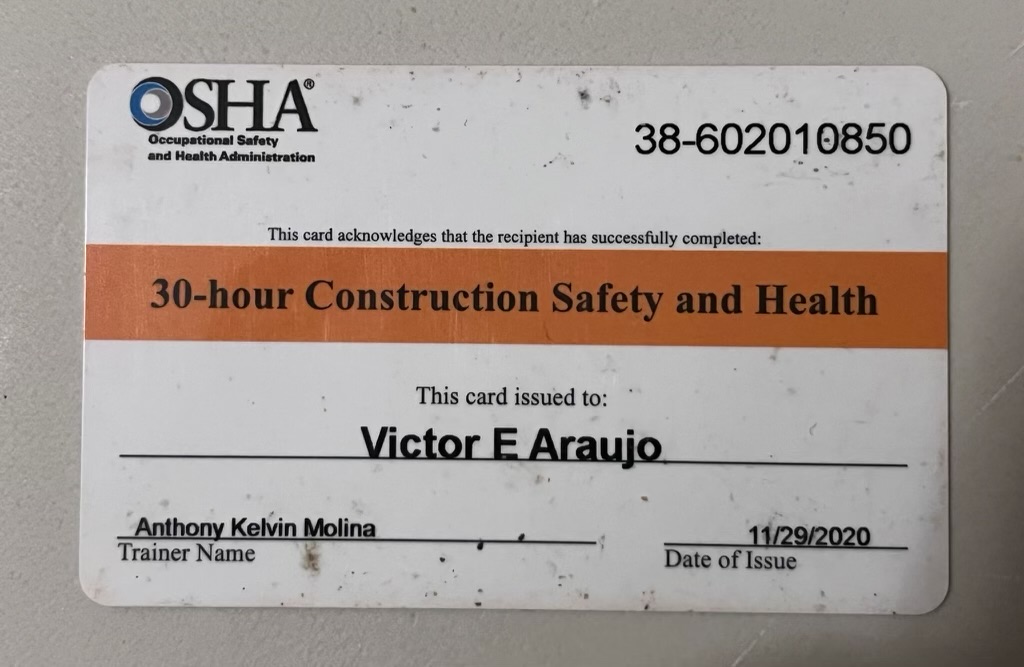 OSHA®
Occupational Safety
and Health Administration
38-602010850
This card acknowledges that the recipient has successfully completed:
30-hour Construction Safety and Health
This card issued to:
Victor E Araujo
Anthony Kelvin Molina
Trainer Name
11/29/2020
Date of Issue